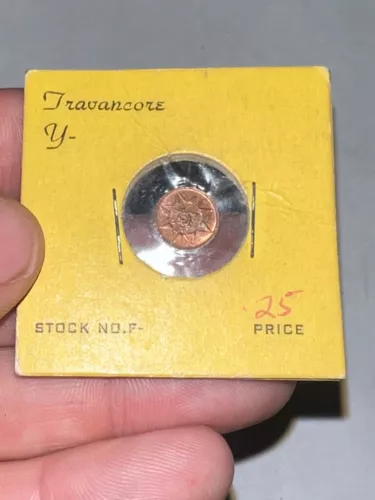 Travancore
Y-
.25
STOCK NO.F-
PRICE